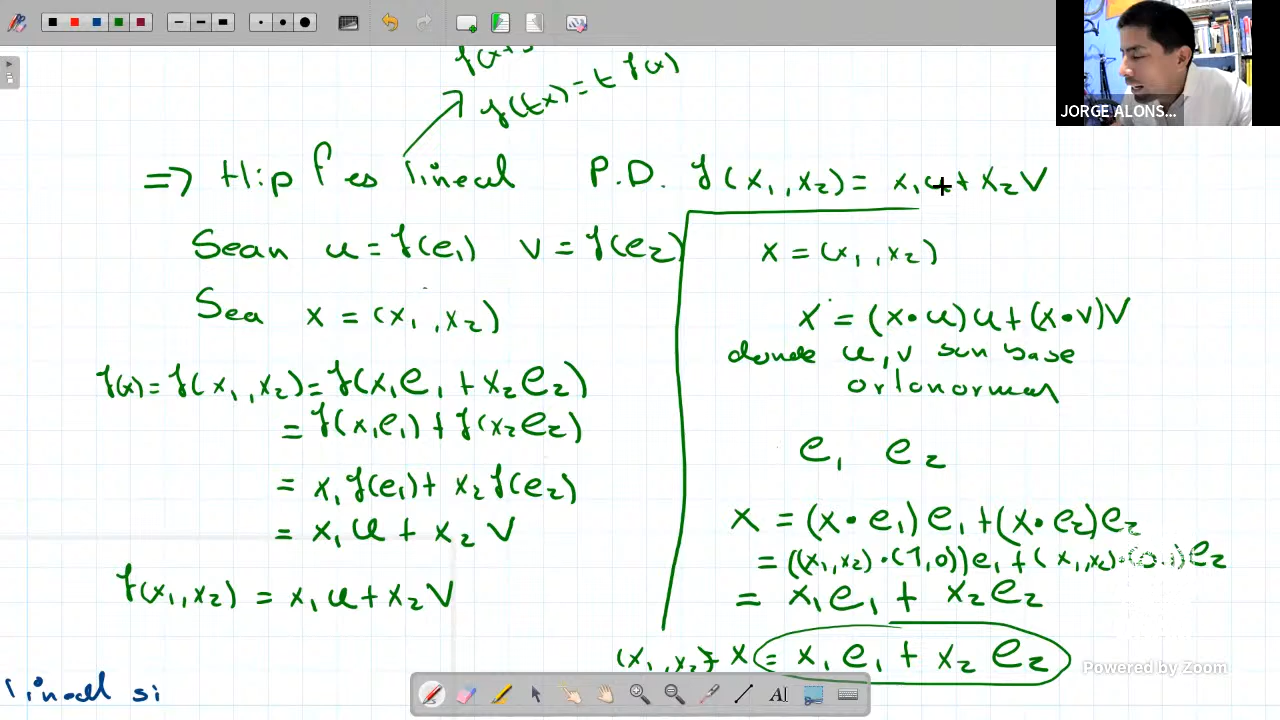 f(tx) = t f(x)
JORGE ALONS...
=> Hip f es lineal P.D. f(x₁,x₂) = x₁u + x₂v
Sean u = f(e₁) v = f(e₂)
Sea x = (x₁,x₂)
f(x) = f(x₁,x₂) = f(x₁e₁ + x₂e₂)
= f(x₁e₁) + f(x₂e₂)
= x₁f(e₁) + x₂f(e₂)
= x₁u + x₂v
f(x₁,x₂) = x₁u + x₂v
lineal si
x = (x₁,x₂)
x = (x•u)u + (x•v)v
donde u,v son base
ortonormal
e₁ e₂
x = (x•e₁)e₁ + (x•e₂)e₂
= ((x₁,x₂)•(1,0))e₁ + (x₁,x₂)•(0,)e₂
= x₁e₁ + x₂e₂
(x₁,x₂) = x = x₁e₁ + x₂e₂
Powered by Zoom
AI